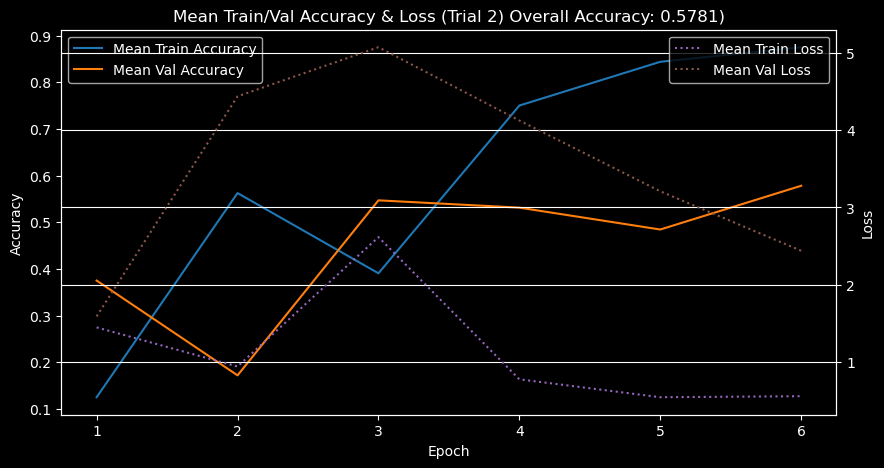 Mean Train/Val Accuracy & Loss (Trial 2) Overall Accuracy: 0.5781)
Mean Train Accuracy
Mean Val Accuracy
Mean Train Loss
Mean Val Loss
Accuracy
0.9
0.8
0.7
0.6
0.5
0.4
0.3
0.2
0.1
5
4
3
2
1
Loss
1 2 3 4 5 6
Epoch